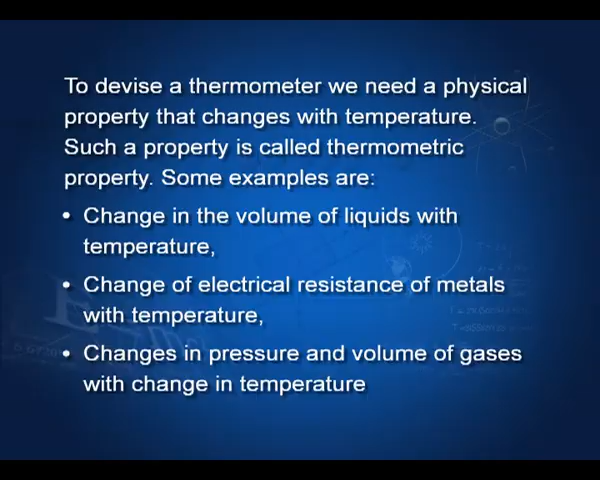 To devise a thermometer we need a physical
property that changes with temperature.
Such a property is called thermometric
property. Some examples are:
• Change in the volume of liquids with
temperature,
• Change of electrical resistance of metals
with temperature,
• Changes in pressure and volume of gases
with change in temperature